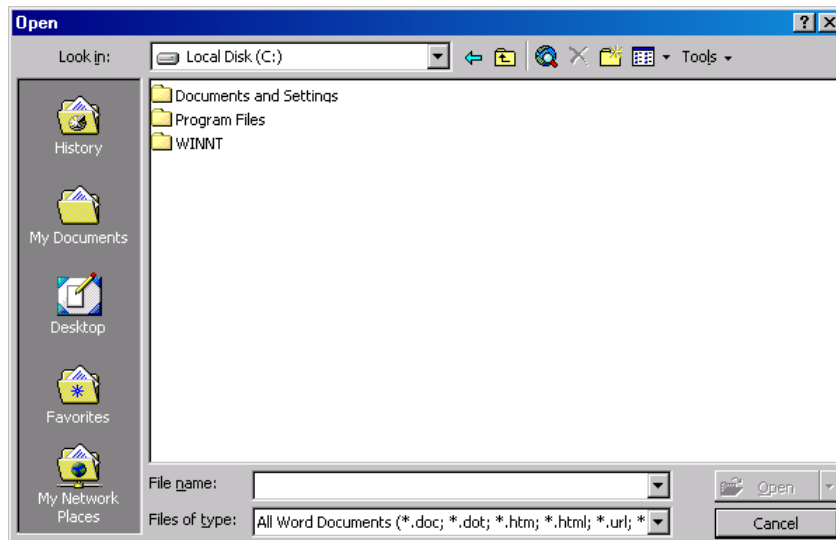 Open
Look in:
Local Disk (C:)
Tools
Documents and Settings
Program Files
WINNT
History
My Documents
Desktop
Favorites
My Network
Places
File name:
Open
Files of type:
All Word Documents (*.doc; *.dot; *.htm; *.html; *.url; *
Cancel